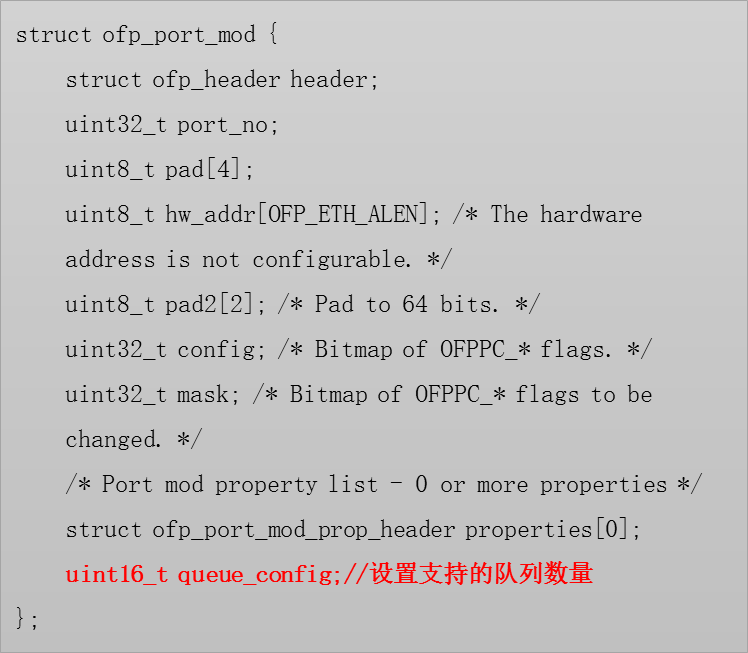 struct ofp_port_mod {
struct ofp_header header;
uint32_t port_no;
uint8_t pad[4];
uint8_t hw_addr[OFP_ETH_ALEN]; /* The hardware
address is not configurable. */
uint8_t pad2[2]; /* Pad to 64 bits. */
uint32_t config; /* Bitmap of OFPPC_* flags. */
uint32_t mask; /* Bitmap of OFPPC_* flags to be
changed. */
/* Port mod property list - 0 or more properties */
struct ofp_port_mod_prop_header properties[0];
uint16_t queue_config;//设置支持的队列数量
};